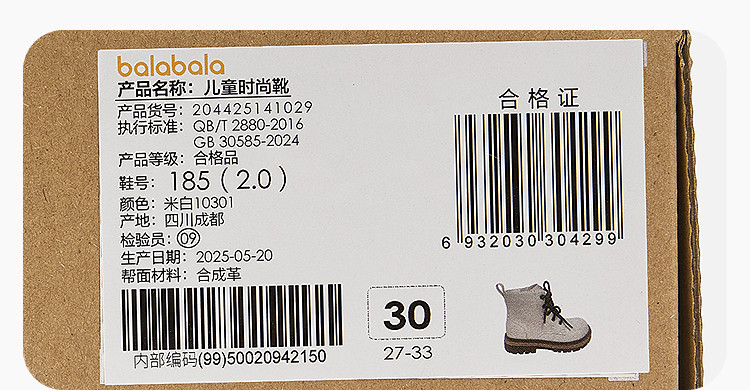 balabala
产品名称：儿童时尚靴
产品货号：204425141029
执行标准：QB/T 2880-2016
GB 30585-2024
产品等级：合格品
鞋号：185（2.0）
颜色：米白10301
产地：四川成都
检验员：09
生产日期：2025-05-20
帮面材料：合成革
内部编码(99)50020942150
合格证
6 932030 304299
30
27-33